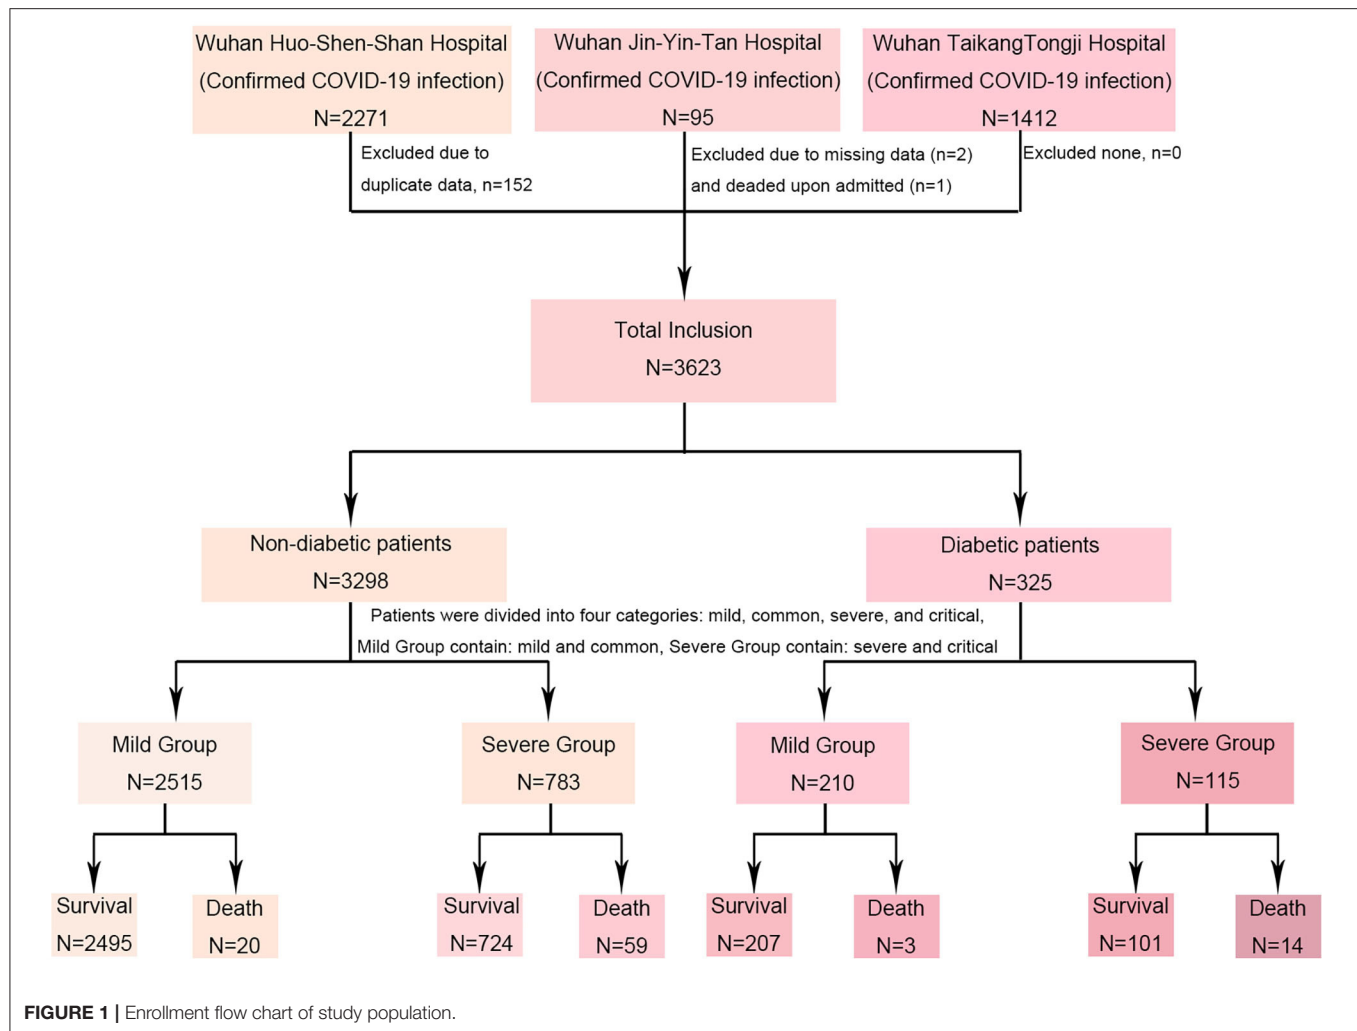 Wuhan Huo-Shen-Shan Hospital
(Confirmed COVID-19 infection)
N=2271
Wuhan Jin-Yin-Tan Hospital
(Confirmed COVID-19 infection)
N=95
Wuhan TaikangTongji Hospital
(Confirmed COVID-19 infection)
N=1412
Excluded due to
duplicate data, n=152
Excluded due to missing data (n=2)
and deaded upon admitted (n=1)
Excluded none, n=0
Total Inclusion
N=3623
Non-diabetic patients
N=3298
Diabetic patients
N=325
Patients were divided into four categories: mild, common, severe, and critical,
Mild Group contain: mild and common, Severe Group contain: severe and critical
Mild Group
N=2515
Severe Group
N=783
Mild Group
N=210
Severe Group
N=115
Survival
N=2495
Death
N=20
Survival
N=724
Death
N=59
Survival
N=207
Death
N=3
Survival
N=101
Death
N=14
FIGURE 1 | Enrollment flow chart of study population.